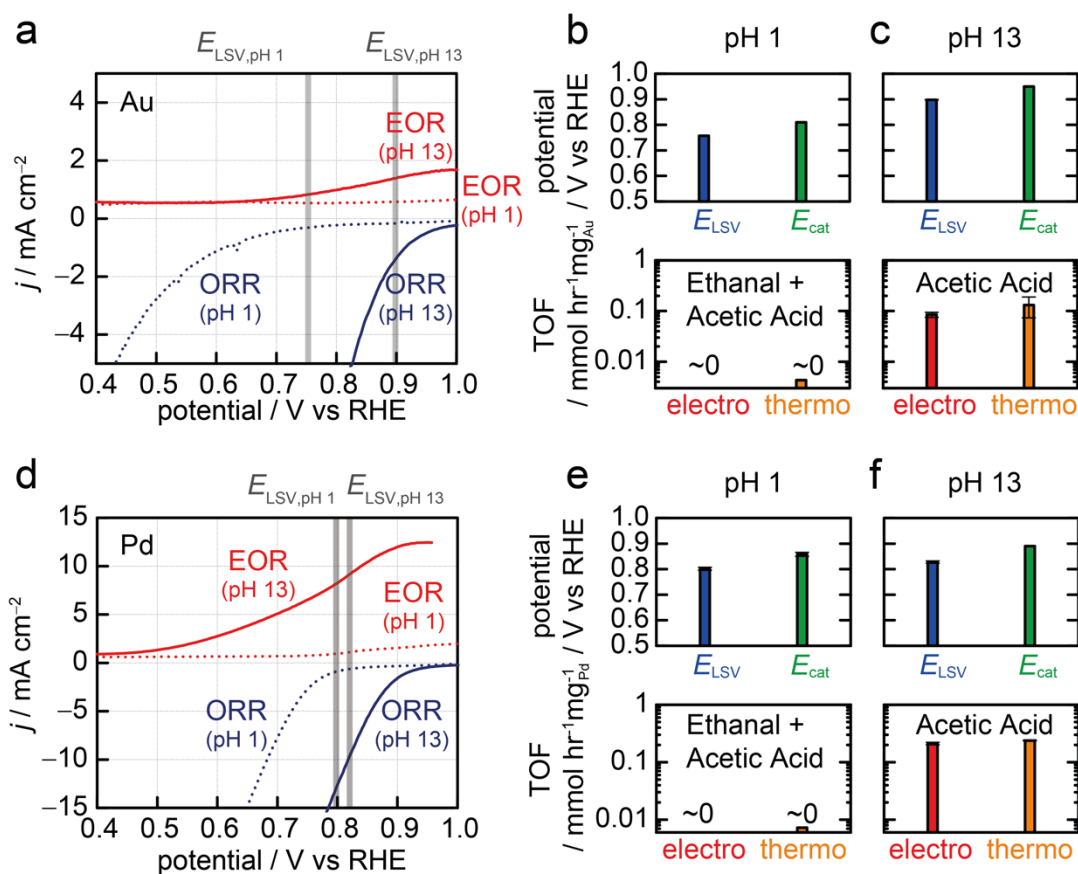 a
E_LSV,pH 1
E_LSV,pH 13
Au
EOR
(pH 13)
EOR
(pH 1)
ORR
(pH 1)
ORR
(pH 13)
4
2
0
−2
−4
j / mA cm⁻²
0.4 0.5 0.6 0.7 0.8 0.9 1.0
potential / V vs RHE
b
pH 1
c
pH 13
1.0
0.9
0.8
0.7
0.6
0.5
potential
/ V vs RHE
E_LSV
E_cat
E_LSV
E_cat
TOF
/ mmol hr⁻¹mg⁻¹_Au
1
0.1
0.01
Ethanal +
Acetic Acid
~0
~0
electro
thermo
Acetic Acid
electro
thermo
d
E_LSV,pH 1
E_LSV,pH 13
Pd
EOR
(pH 13)
EOR
(pH 1)
ORR
(pH 1)
ORR
(pH 13)
15
10
5
0
−5
−10
−15
j / mA cm⁻²
0.4 0.5 0.6 0.7 0.8 0.9 1.0
potential / V vs RHE
e
pH 1
f
pH 13
1.0
0.9
0.8
0.7
0.6
0.5
potential
/ V vs RHE
E_LSV
E_cat
E_LSV
E_cat
TOF
/ mmol hr⁻¹mg⁻¹_Pd
1
0.1
0.01
Ethanal +
Acetic Acid
~0
~0
electro
thermo
Acetic Acid
electro
thermo